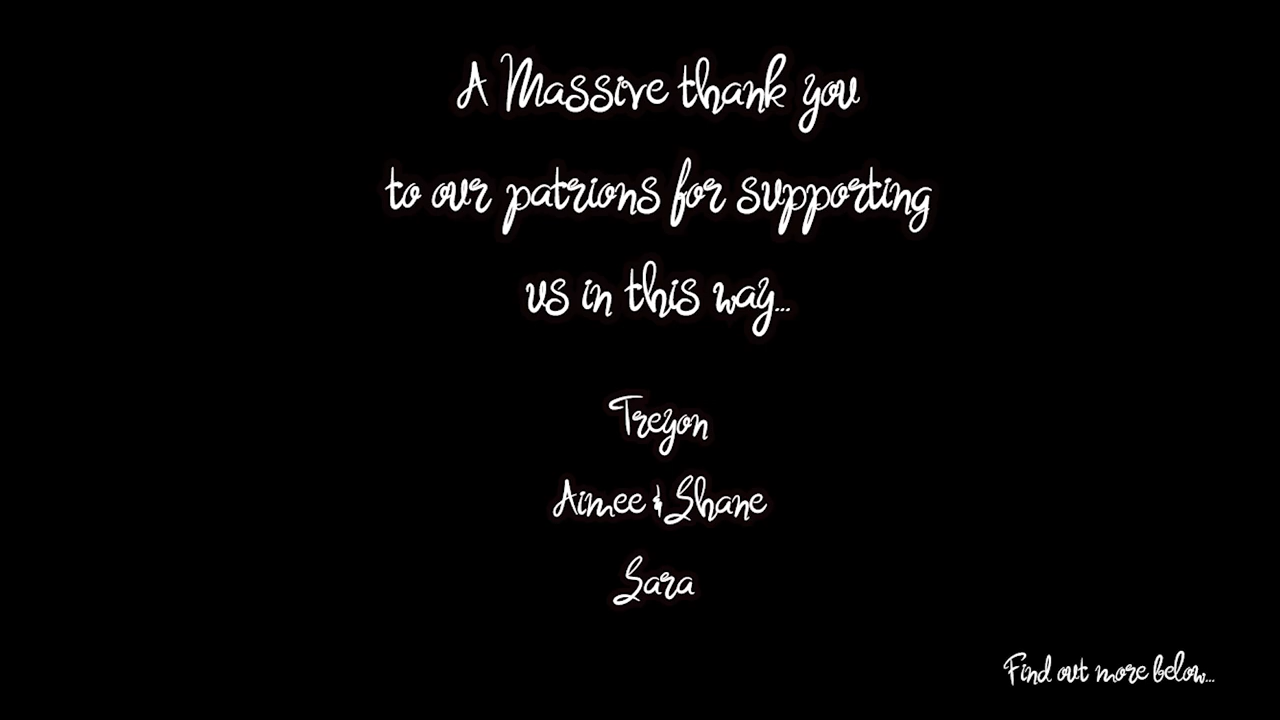 A Massive thank you
to our patrions for supporting
us in this way...
Treyon
Aimee & Shane
Sara
Find out more below...